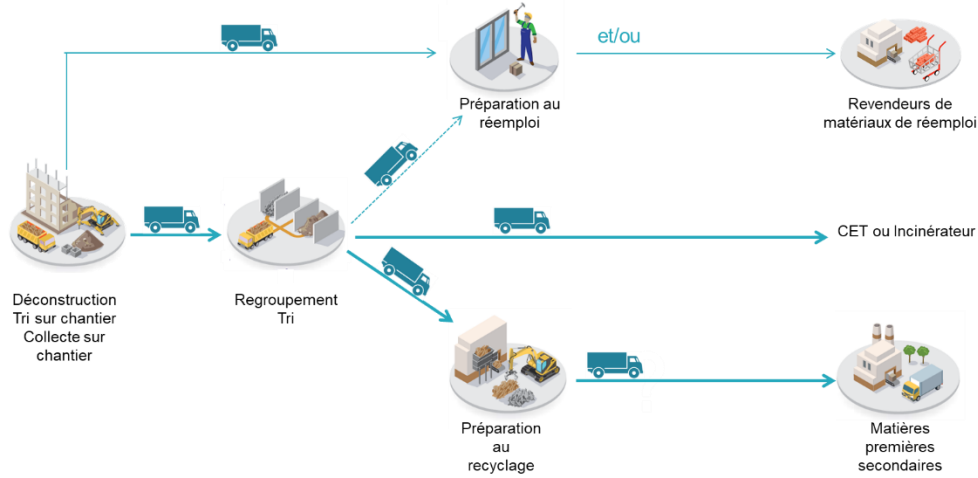 et/ou
Préparation au
réemploi
Revendeurs de
matériaux de réemploi
CET ou Incinérateur
Déconstruction
Tri sur chantier
Collecte sur
chantier
Regroupement
Tri
Préparation
au
recyclage
Matières
premières
secondaires